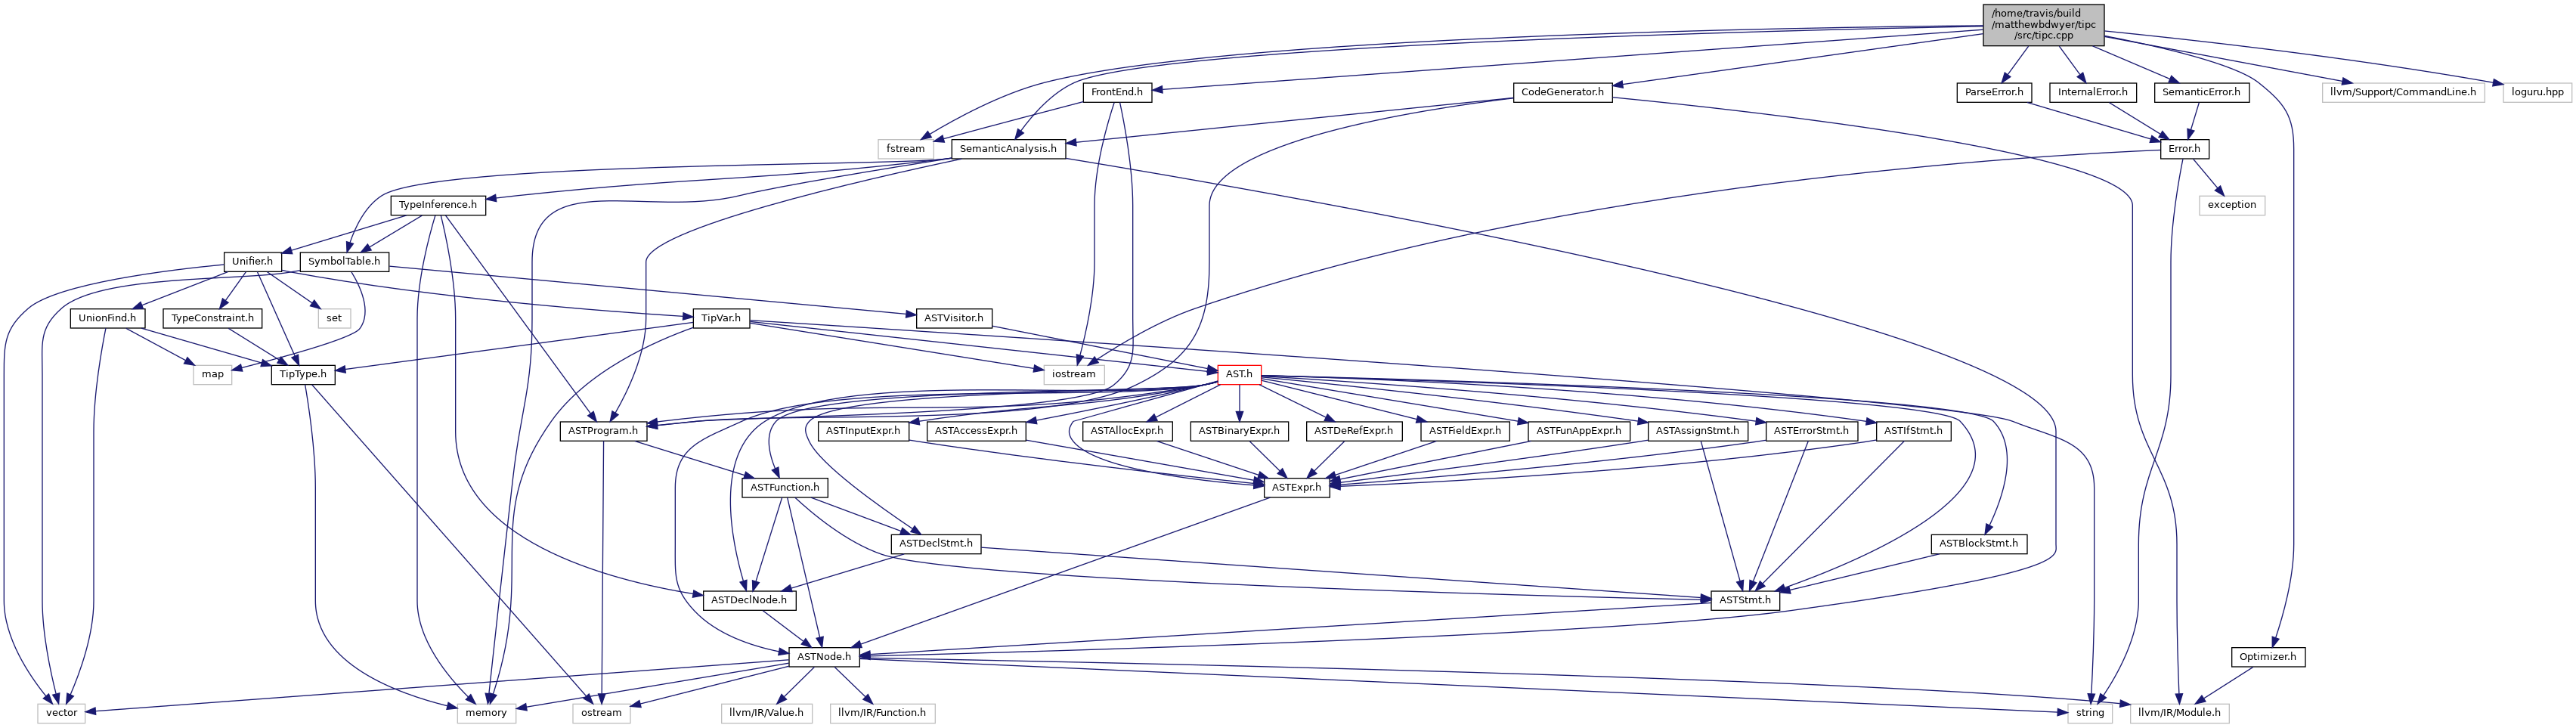 /home/travis/build
/matthewbdwyer/tipc
/src/tipc.cpp
FrontEnd.h
CodeGenerator.h
ParseError.h
InternalError.h
SemanticError.h
llvm/Support/CommandLine.h
loguru.hpp
fstream
SemanticAnalysis.h
Error.h
TypeInference.h
exception
Unifier.h
SymbolTable.h
UnionFind.h
TypeConstraint.h
set
TipVar.h
ASTVisitor.h
map
TipType.h
iostream
AST.h
ASTProgram.h
ASTInputExpr.h
ASTAccessExpr.h
ASTAllocExpr.h
ASTBinaryExpr.h
ASTDeRefExpr.h
ASTFieldExpr.h
ASTFunAppExpr.h
ASTAssignStmt.h
ASTErrorStmt.h
ASTIfStmt.h
ASTFunction.h
ASTExpr.h
ASTDeclStmt.h
ASTBlockStmt.h
ASTDeclNode.h
ASTStmt.h
ASTNode.h
Optimizer.h
vector
memory
ostream
llvm/IR/Value.h
llvm/IR/Function.h
string
llvm/IR/Module.h